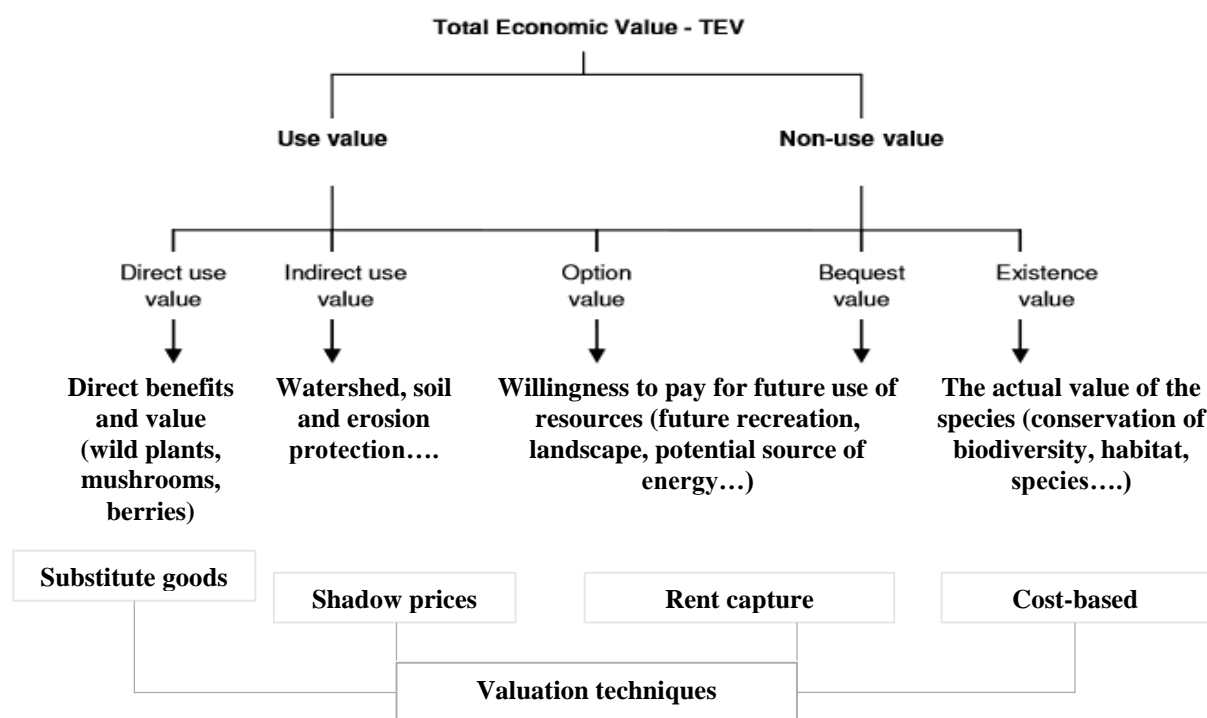 Total Economic Value - TEV
Use value
Non-use value
Direct use
value
Indirect use
value
Option
value
Bequest
value
Existence
value
Direct benefits
and value
(wild plants,
mushrooms,
berries)
Watershed, soil
and erosion
protection….
Willingness to pay for future use of
resources (future recreation,
landscape, potential source of
energy…)
The actual value of the
species (conservation of
biodiversity, habitat,
species….)
Substitute goods
Shadow prices
Rent capture
Cost-based
Valuation techniques